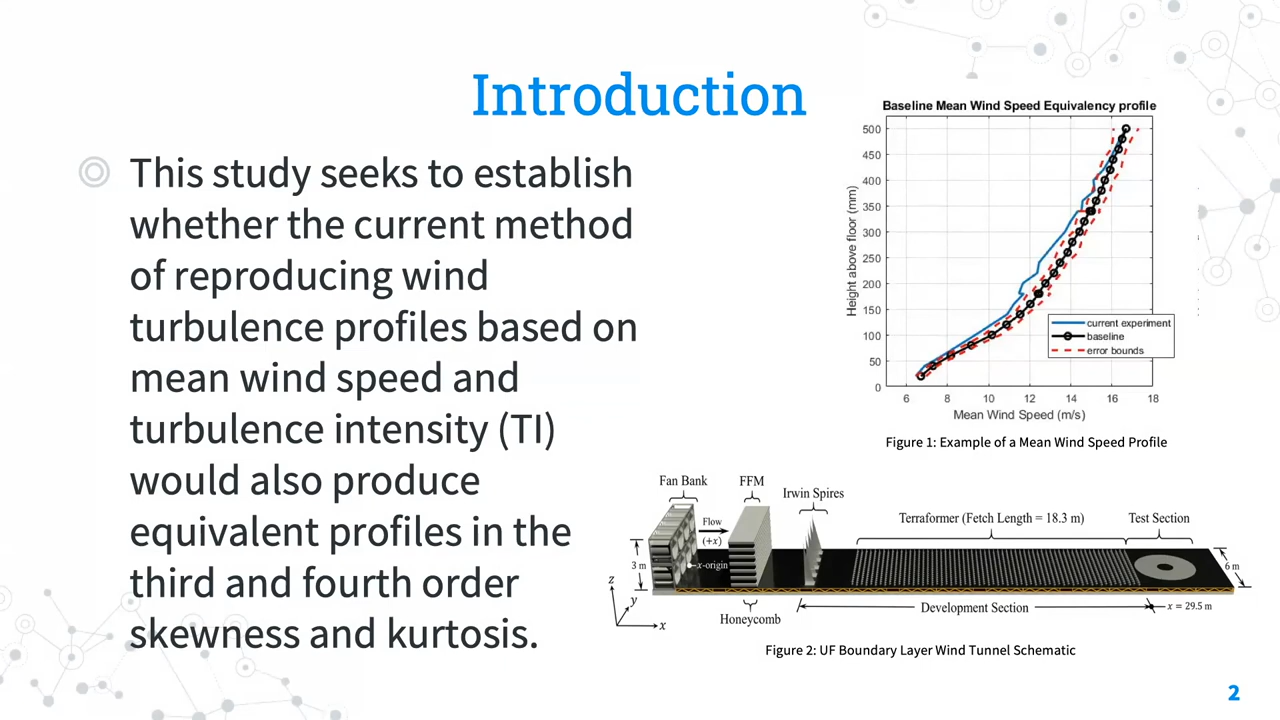 Introduction
This study seeks to establish
whether the current method
of reproducing wind
turbulence profiles based on
mean wind speed and
turbulence intensity (TI)
would also produce
equivalent profiles in the
third and fourth order
skewness and kurtosis.
Baseline Mean Wind Speed Equivalency profile
Height above floor (mm)
500
450
400
350
300
250
200
150
100
50
0
current experiment
baseline
error bounds
6 8 10 12 14 16 18
Mean Wind Speed (m/s)
Figure 1: Example of a Mean Wind Speed Profile
Fan Bank
FFM
Irwin Spires
Flow
(+x)
Terraformer (Fetch Length = 18.3 m)
Test Section
3 m
x-origin
6 m
z
y
x
Honeycomb
Development Section
x = 29.5 m
Figure 2: UF Boundary Layer Wind Tunnel Schematic
2